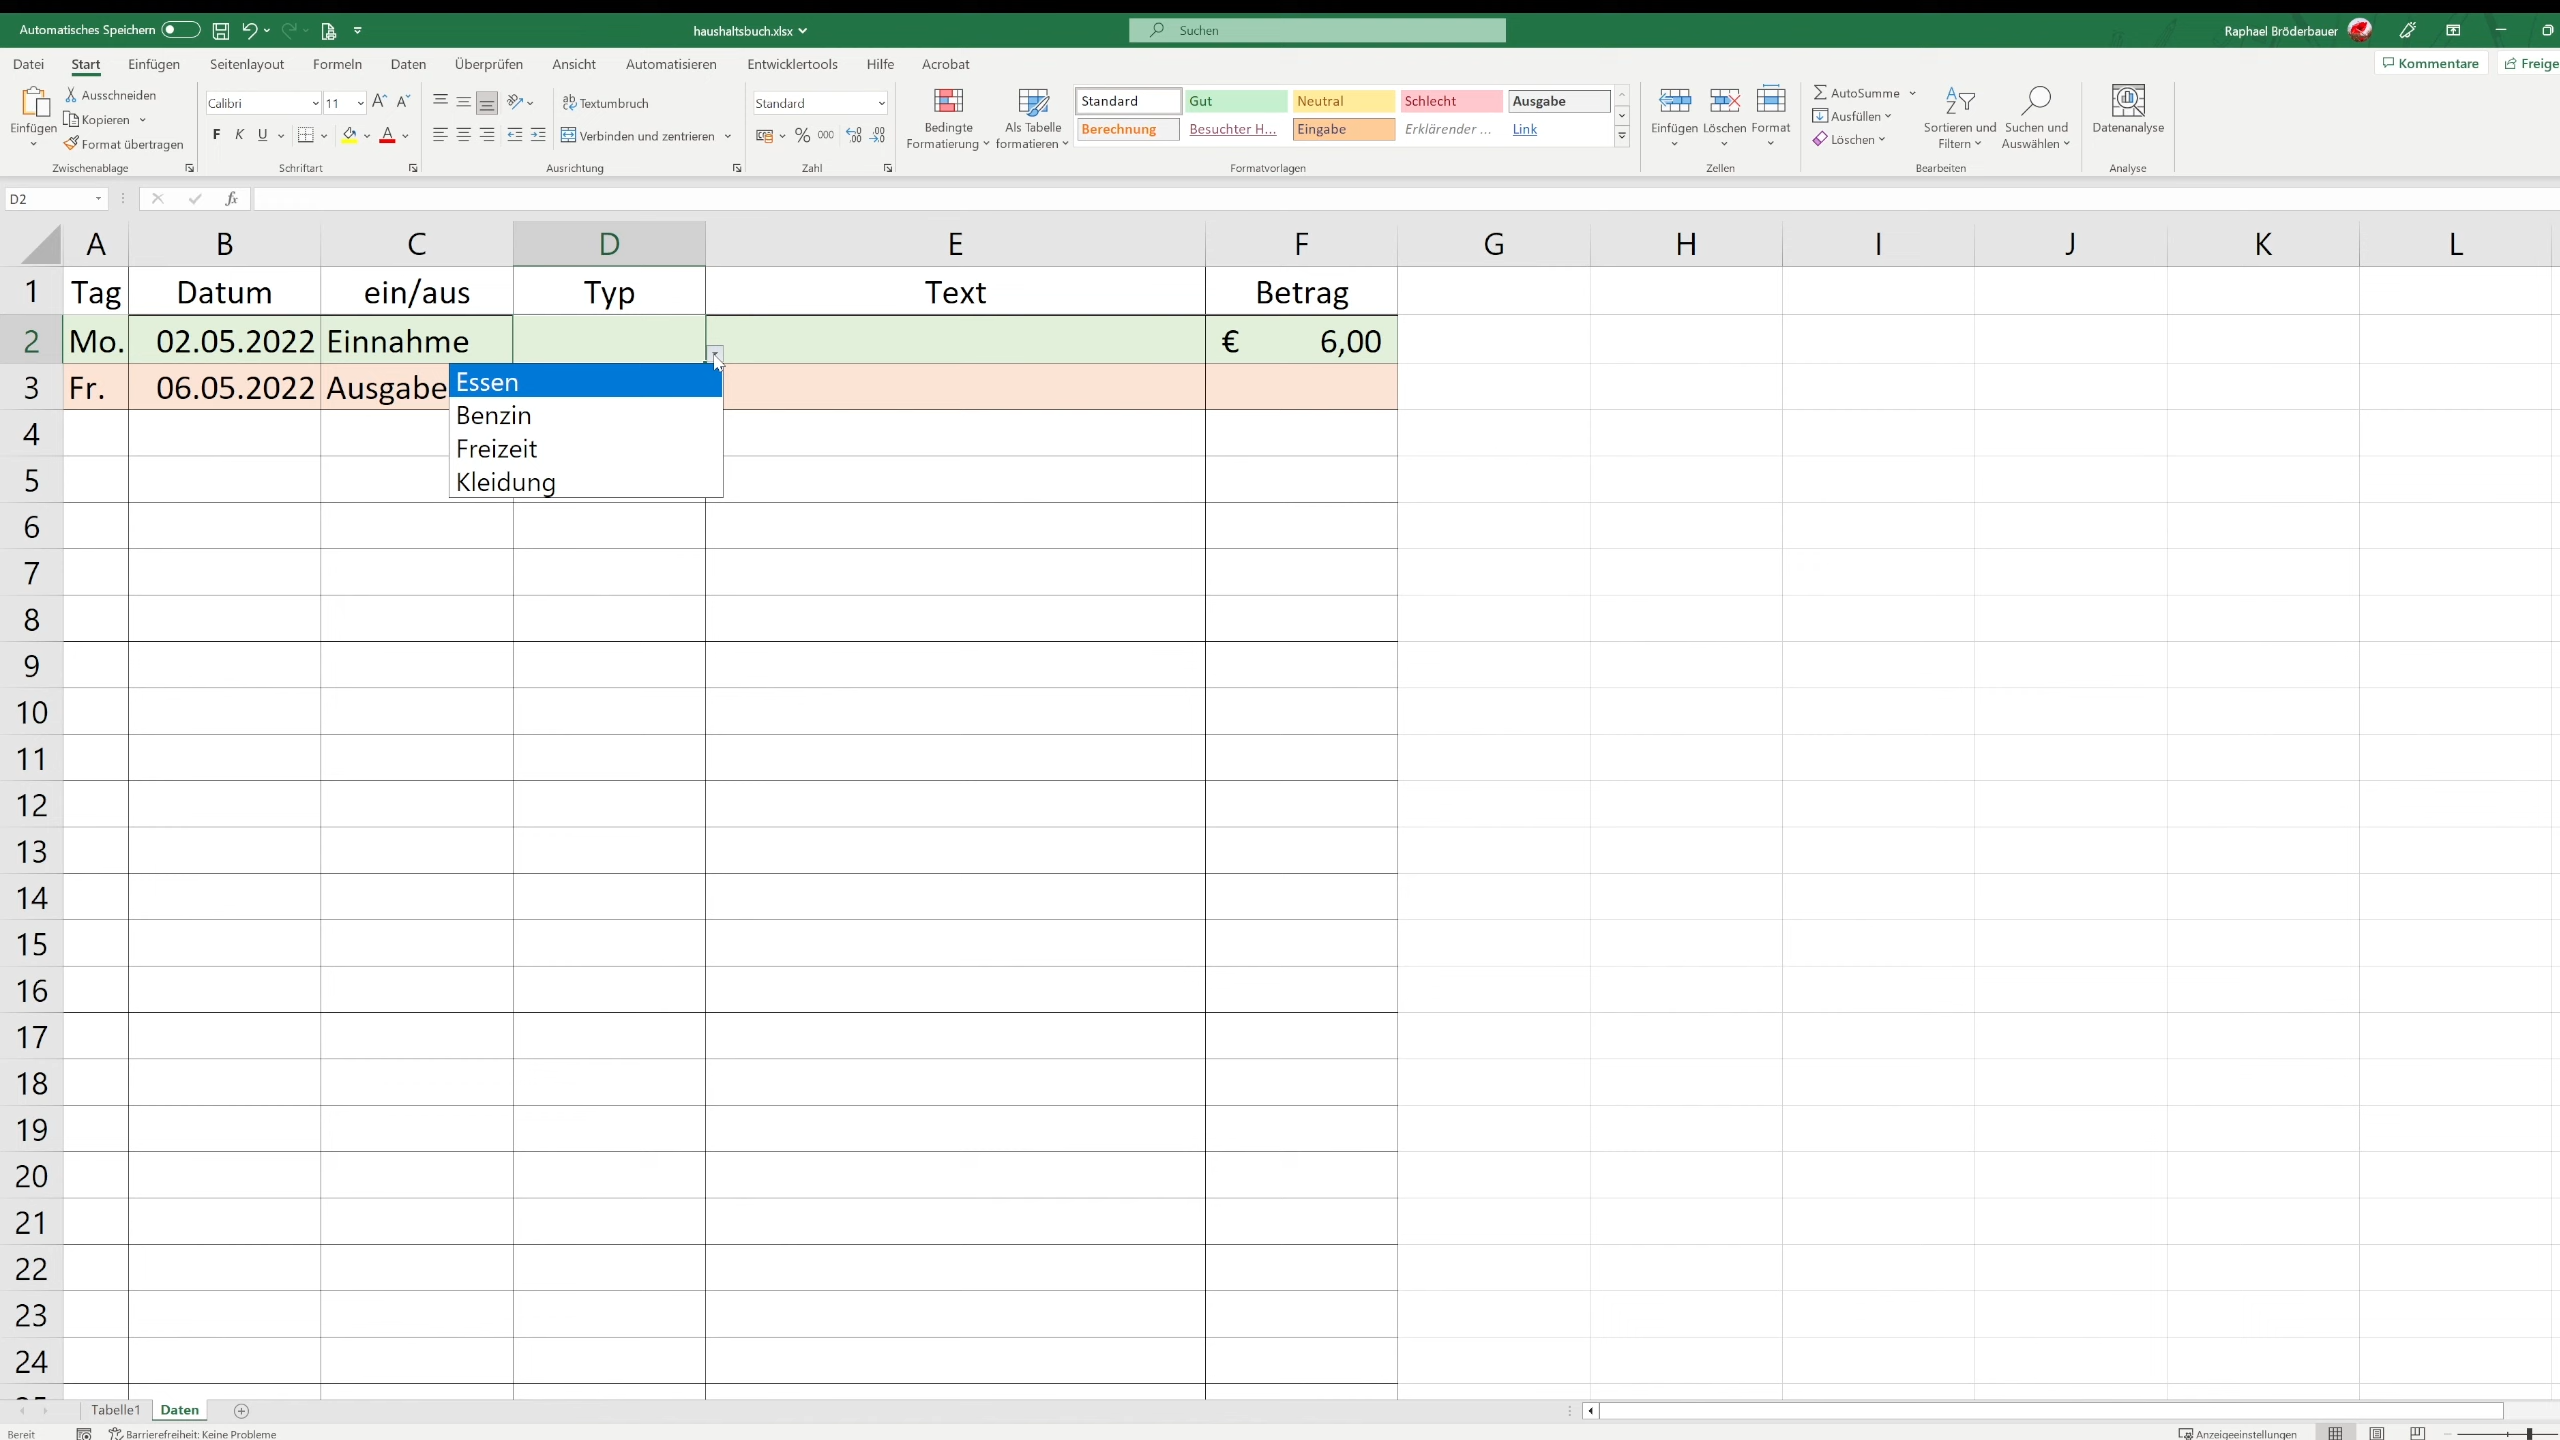 Automatisches Speichern haushaltsbuch.xlsx Suchen Raphael Bröderbauer
Datei Start Einfügen Seitenlayout Formeln Daten Überprüfen Ansicht Automatisieren Entwicklertools Hilfe Acrobat Kommentare Freige
Einfügen
Ausschneiden
Kopieren
Format übertragen
Zwischenablage
Calibri 11
F K U
Schriftart
Textumbruch
Verbinden und zentrieren
Ausrichtung
Standard
% 000
Zahl
Bedingte Formatierung
Als Tabelle formatieren
Standard Gut Neutral Schlecht Ausgabe
Berechnung Besuchter H... Eingabe Erklärender ... Link
Formatvorlagen
Einfügen Löschen Format
Zellen
AutoSumme
Ausfüllen
Löschen
Sortieren und Filtern
Suchen und Auswählen
Bearbeiten
Datenanalyse
Analyse
D2 fx
A B C D E F G H I J K L
1 Tag Datum ein/aus Typ Text Betrag
2 Mo. 02.05.2022 Einnahme € 6,00
3 Fr. 06.05.2022 Ausgabe
Essen
Benzin
Freizeit
Kleidung
4
5
6
7
8
9
10
11
12
13
14
15
16
17
18
19
20
21
22
23
24
Tabelle1 Daten
Bereit Barrierefreiheit: Keine Probleme Anzeigeeinstellungen